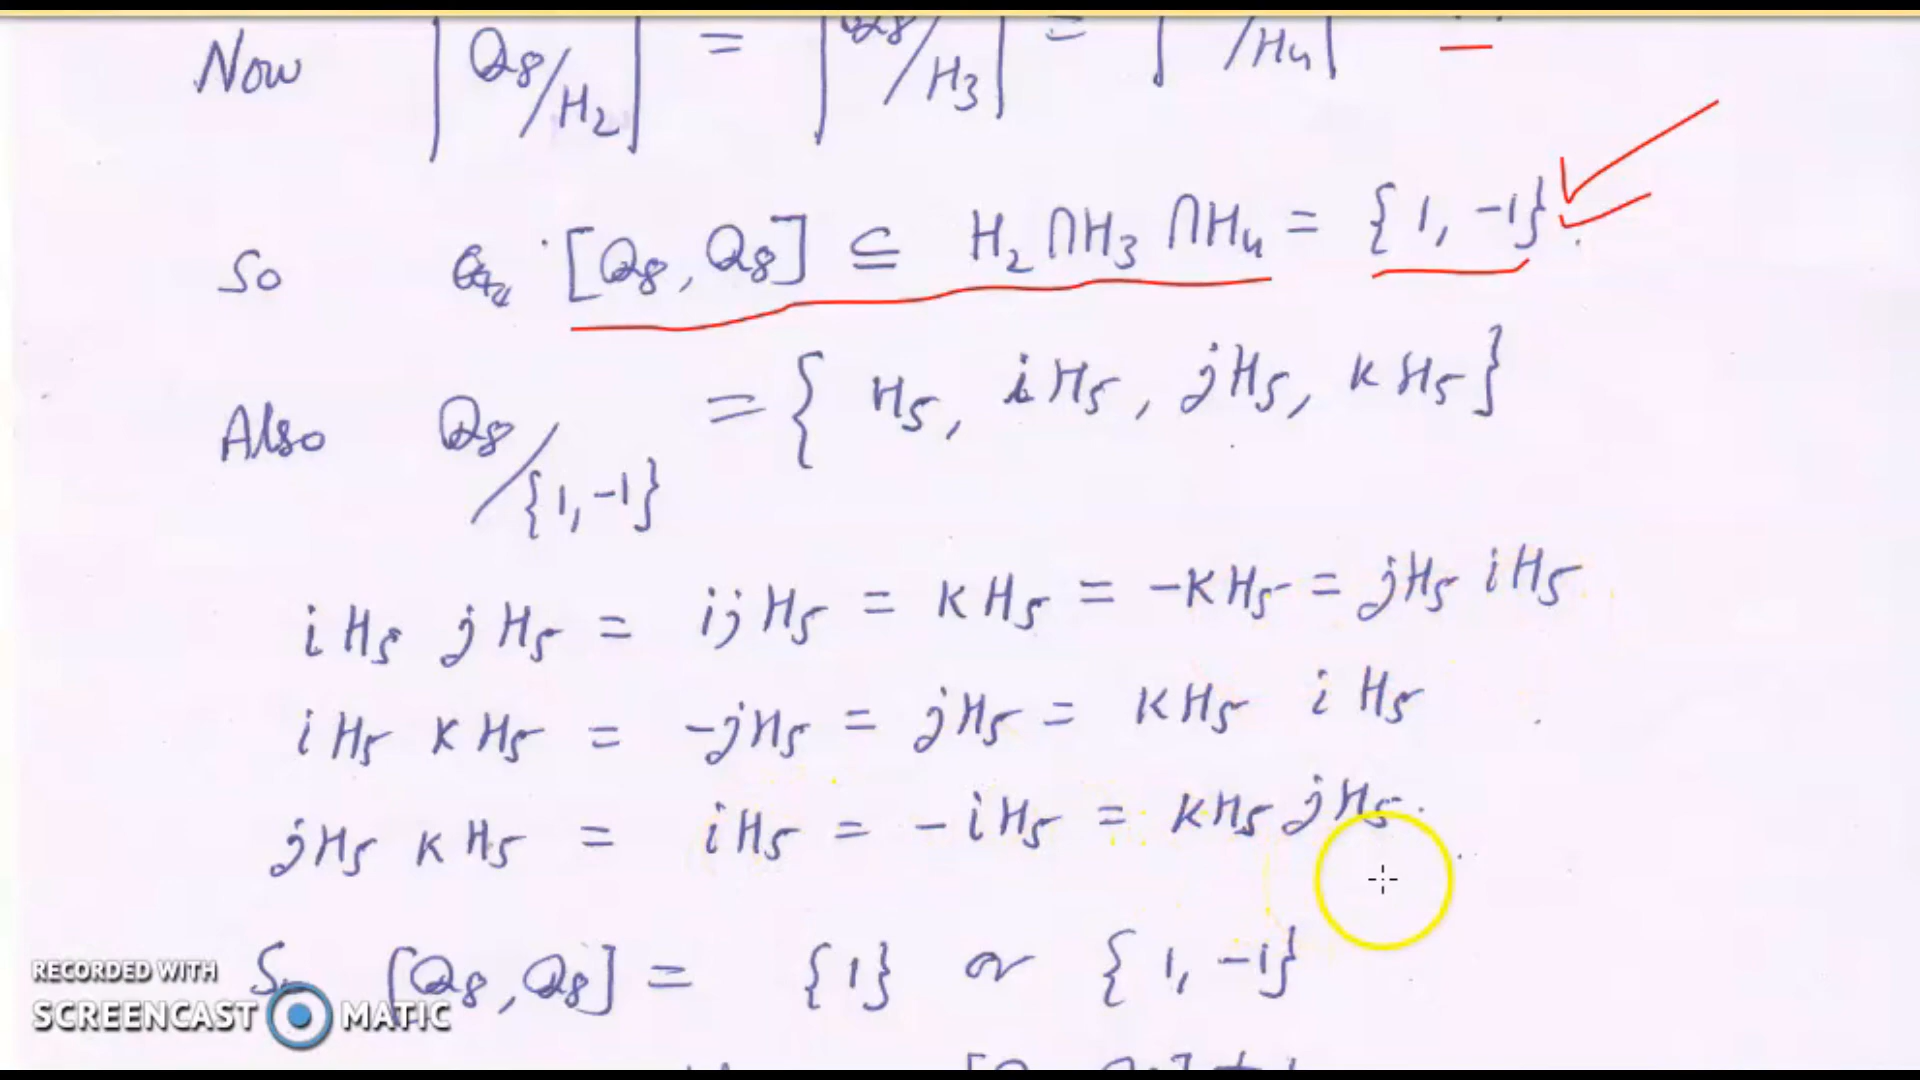 Now | Q8/H2 | = | Q8/H3 | = | /H4 |
So [Q8, Q8] ⊆ H2 ∩ H3 ∩ H4 = {1, -1}.
Also Q8/{1, -1} = { H5, iH5, jH5, kH5 }
iH5 jH5 = ijH5 = kH5 = -kH5 = jH5 iH5
iH5 kH5 = -jH5 = jH5 = kH5 iH5
jH5 kH5 = iH5 = -iH5 = kH5 jH5.
So [Q8, Q8] = {1} or {1, -1}
RECORDED WITH
SCREENCAST MATIC